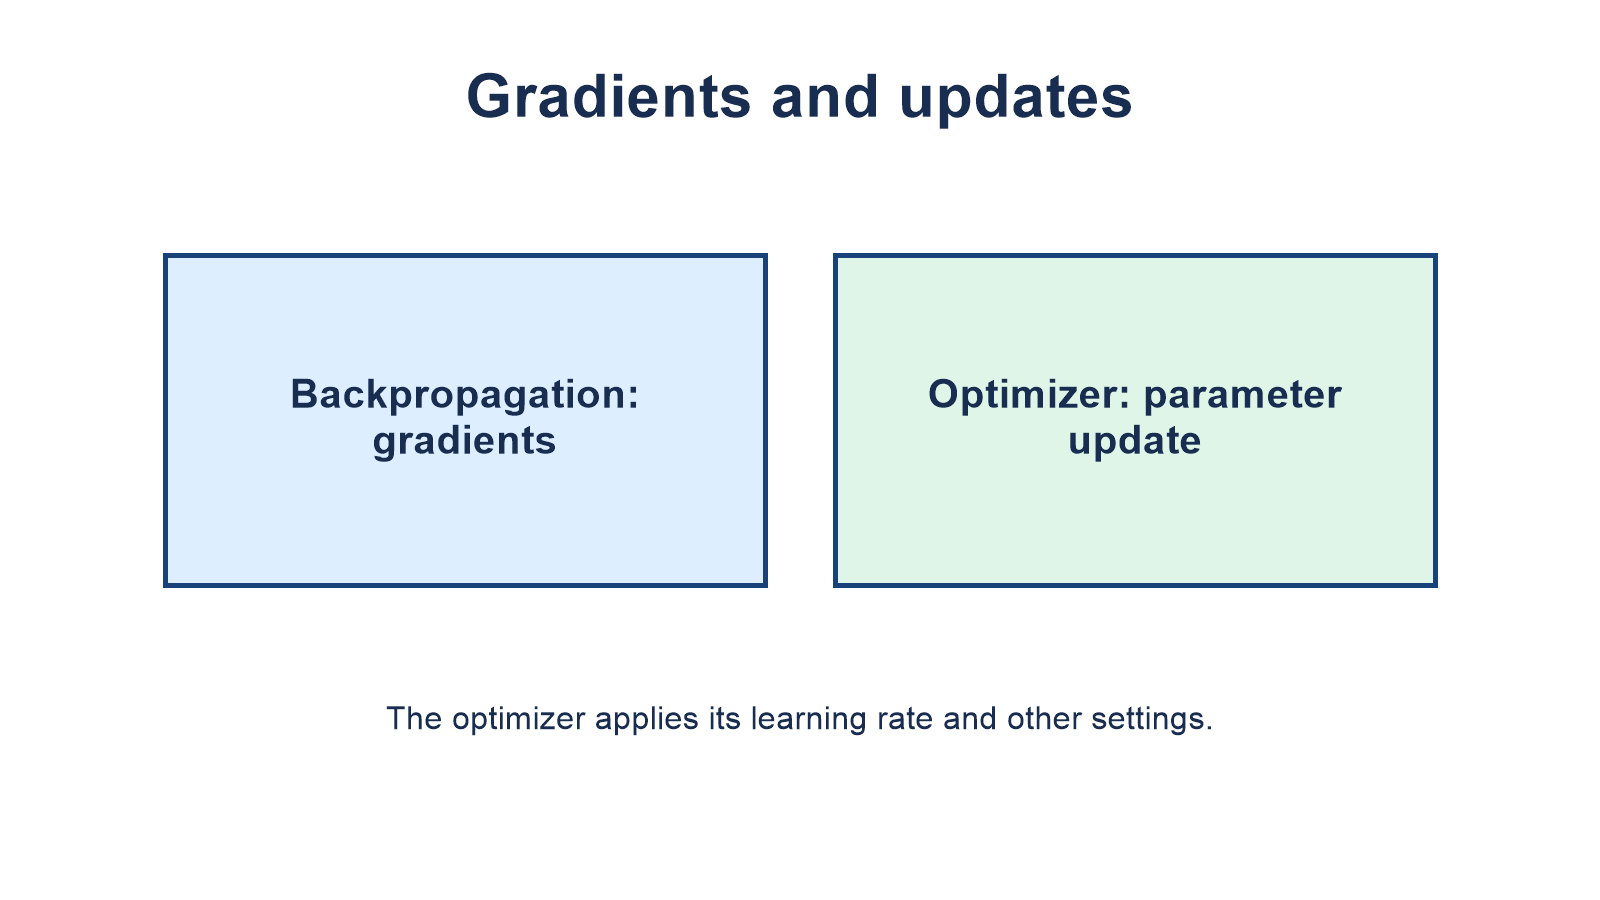 Gradients and updates
Backpropagation:
gradients
Optimizer: parameter
update
The optimizer applies its learning rate and other settings.